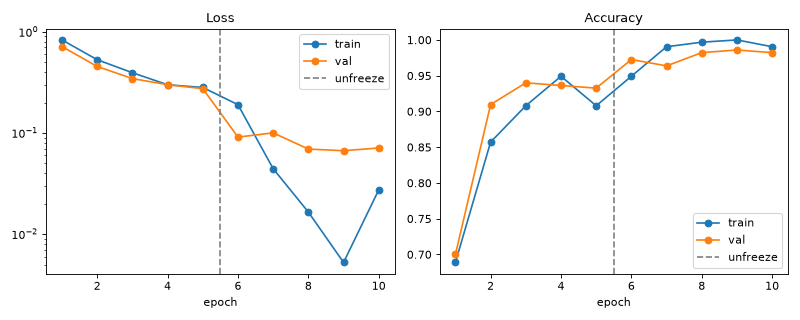 Loss
10⁰
10⁻¹
10⁻²
2
4
6
8
10
epoch
train
val
unfreeze
Accuracy
1.00
0.95
0.90
0.85
0.80
0.75
0.70
2
4
6
8
10
epoch
train
val
unfreeze